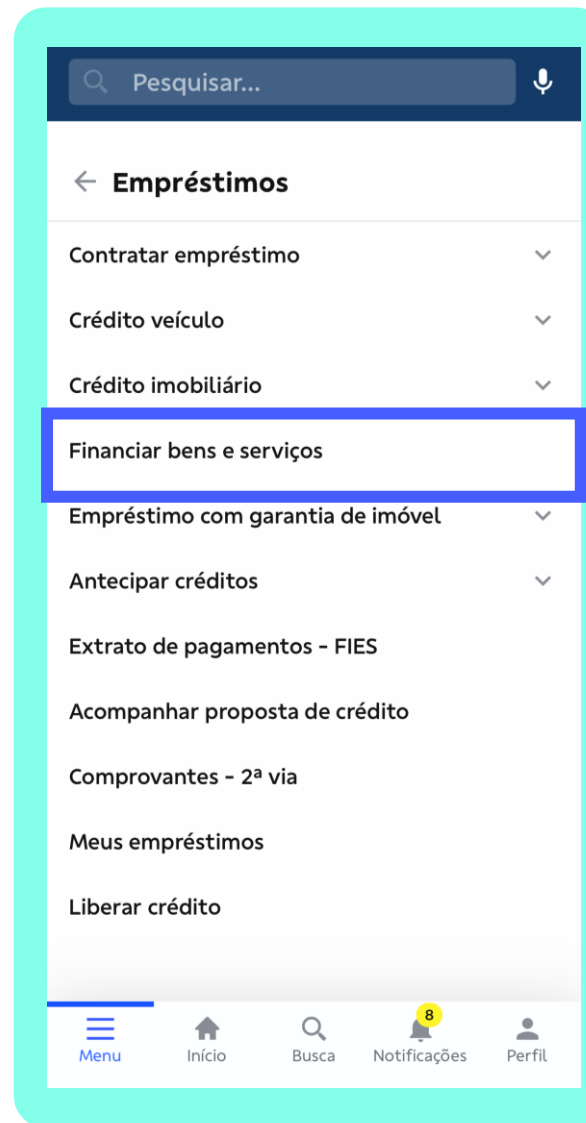 Pesquisar...
Empréstimos
Contratar empréstimo
Crédito veículo
Crédito imobiliário
Financiar bens e serviços
Empréstimo com garantia de imóvel
Antecipar créditos
Extrato de pagamentos - FIES
Acompanhar proposta de crédito
Comprovantes - 2ª via
Meus empréstimos
Liberar crédito
8
Menu Início Busca Notificações Perfil